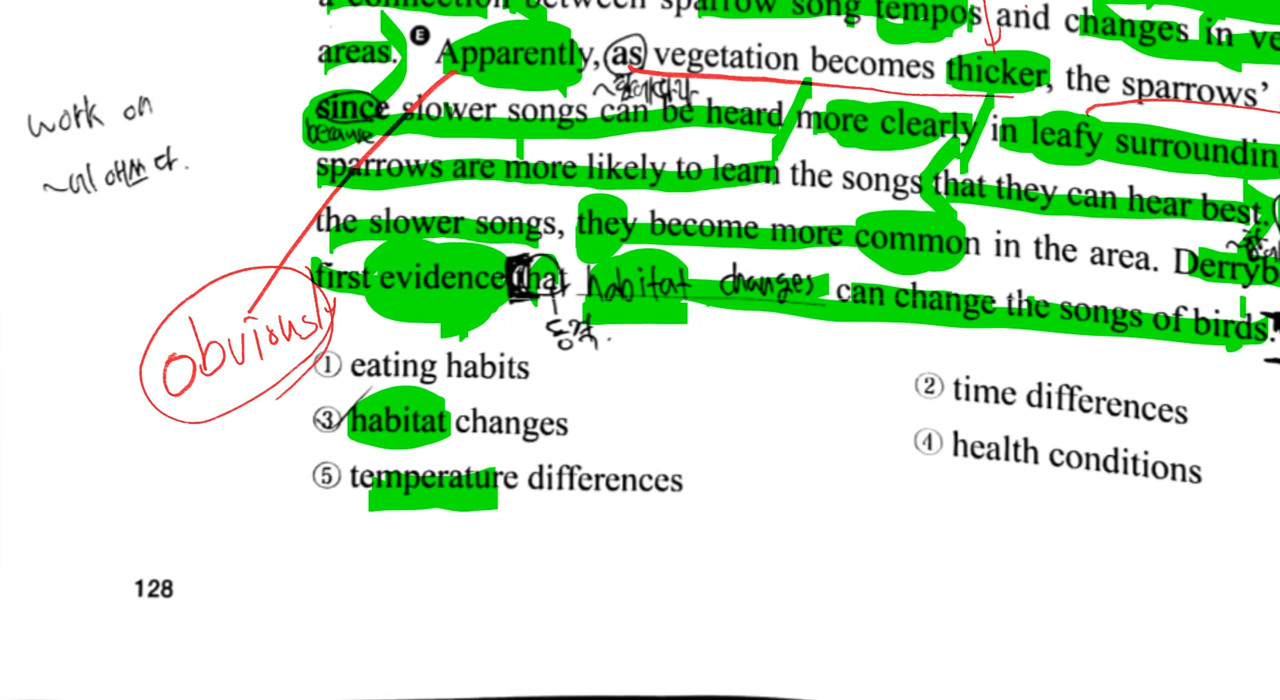 a connection between sparrow song tempos and changes in ve
areas. E Apparently, as vegetation becomes thicker, the sparrows'
work on
since slower songs can be heard more clearly in leafy surroundin
because
sparrows are more likely to learn the songs that they can hear best.
the slower songs, they become more common in the area. Derryb
first evidence that habitat changes can change the songs of birds.
obviously
① eating habits
② time differences
③ habitat changes
④ health conditions
⑤ temperature differences
128